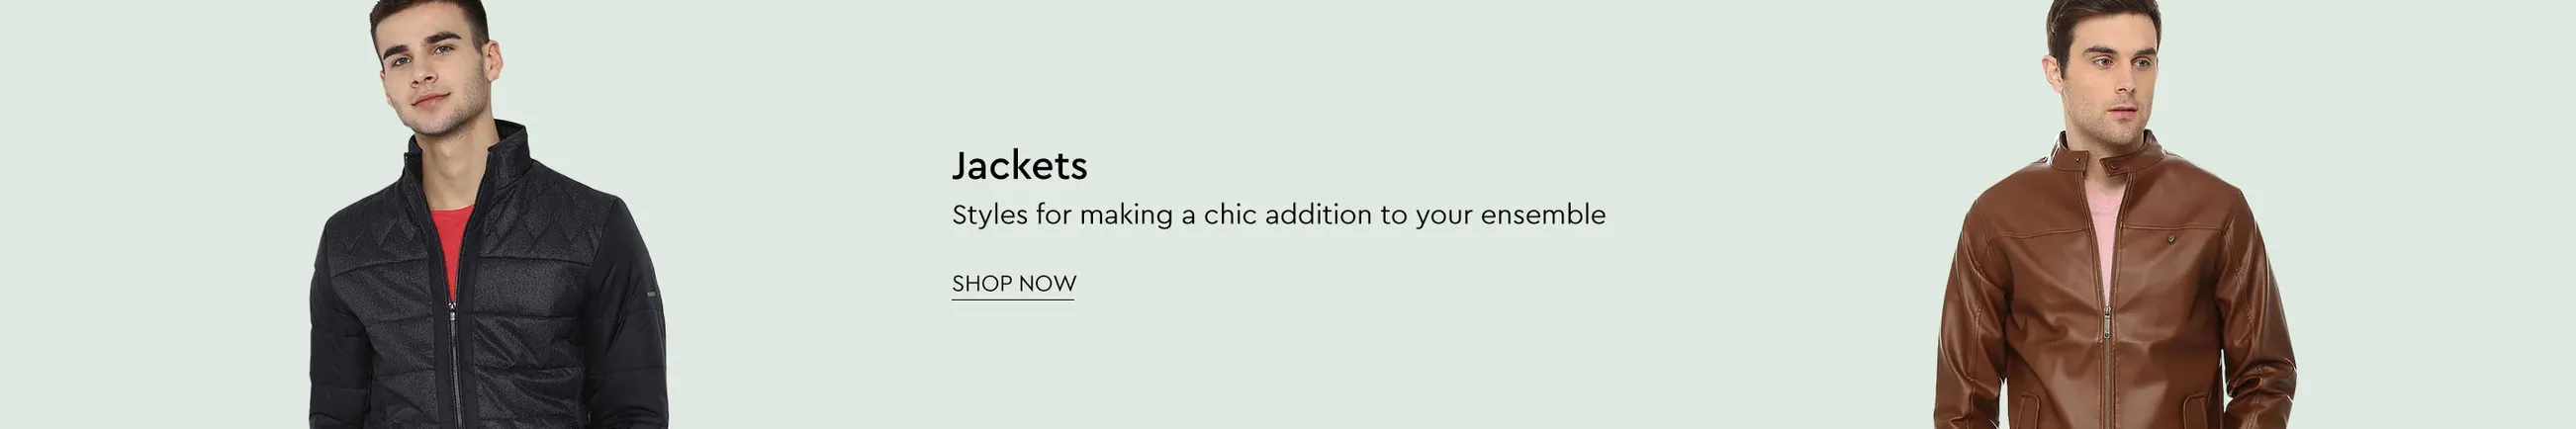 Jackets
Styles for making a chic addition to your ensemble
SHOP NOW